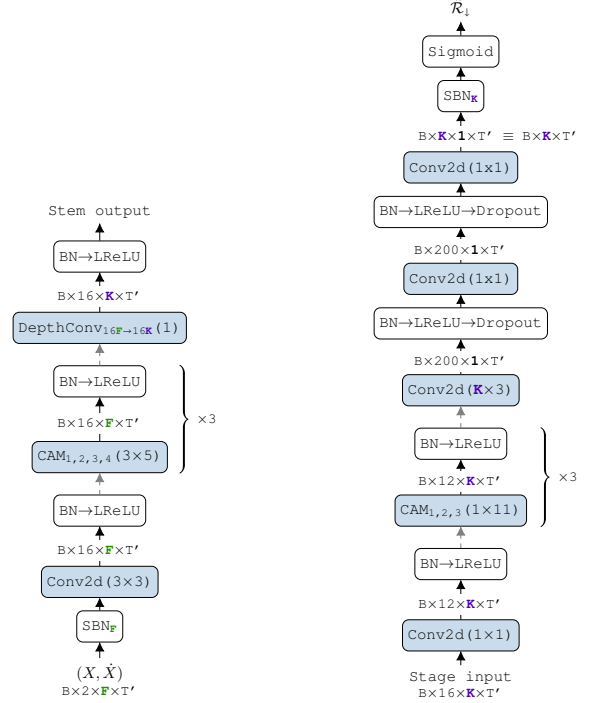 Stem output
BN→LReLU
B×16×K×T′
DepthConv16F→16K(1)
BN→LReLU
B×16×F×T′
×3
CAM1,2,3,4(3×5)
BN→LReLU
B×16×F×T′
Conv2d(3×3)
SBNF
(X, Ẋ)
B×2×F×T′
R↓
Sigmoid
SBNK
B×K×1×T′ ≡ B×K×T′
Conv2d(1x1)
BN→LReLU→Dropout
B×200×1×T′
Conv2d(1x1)
BN→LReLU→Dropout
B×200×1×T′
Conv2d(K×3)
BN→LReLU
B×12×K×T′
×3
CAM1,2,3(1×11)
BN→LReLU
B×12×K×T′
Conv2d(1×1)
Stage input
B×16×K×T′